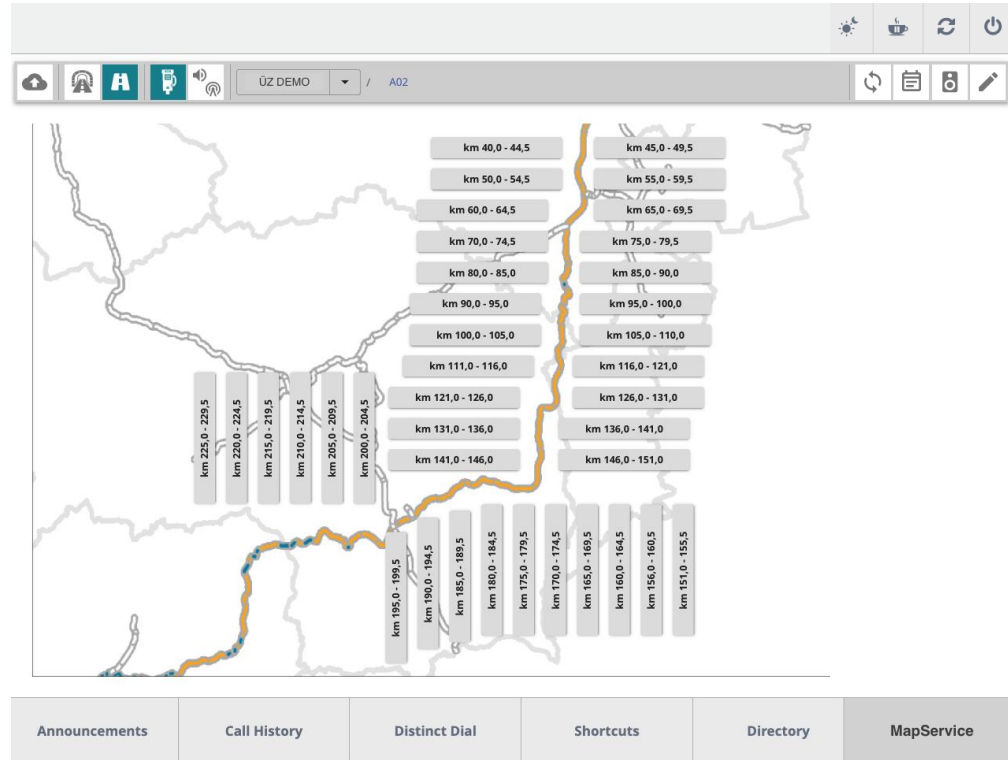 ÜZ DEMO / A02
km 40,0 - 44,5
km 45,0 - 49,5
km 50,0 - 54,5
km 55,0 - 59,5
km 60,0 - 64,5
km 65,0 - 69,5
km 70,0 - 74,5
km 75,0 - 79,5
km 80,0 - 85,0
km 85,0 - 90,0
km 90,0 - 95,0
km 95,0 - 100,0
km 100,0 - 105,0
km 105,0 - 110,0
km 111,0 - 116,0
km 116,0 - 121,0
km 121,0 - 126,0
km 126,0 - 131,0
km 131,0 - 136,0
km 136,0 - 141,0
km 141,0 - 146,0
km 146,0 - 151,0
km 225,0 - 229,5
km 220,0 - 224,5
km 215,0 - 219,5
km 210,0 - 214,5
km 205,0 - 209,5
km 200,0 - 204,5
km 195,0 - 199,5
km 190,0 - 194,5
km 185,0 - 189,5
km 180,0 - 184,5
km 175,0 - 179,5
km 170,0 - 174,5
km 165,0 - 169,5
km 160,0 - 164,5
km 156,0 - 160,5
km 151,0 - 155,5
Announcements
Call History
Distinct Dial
Shortcuts
Directory
MapService